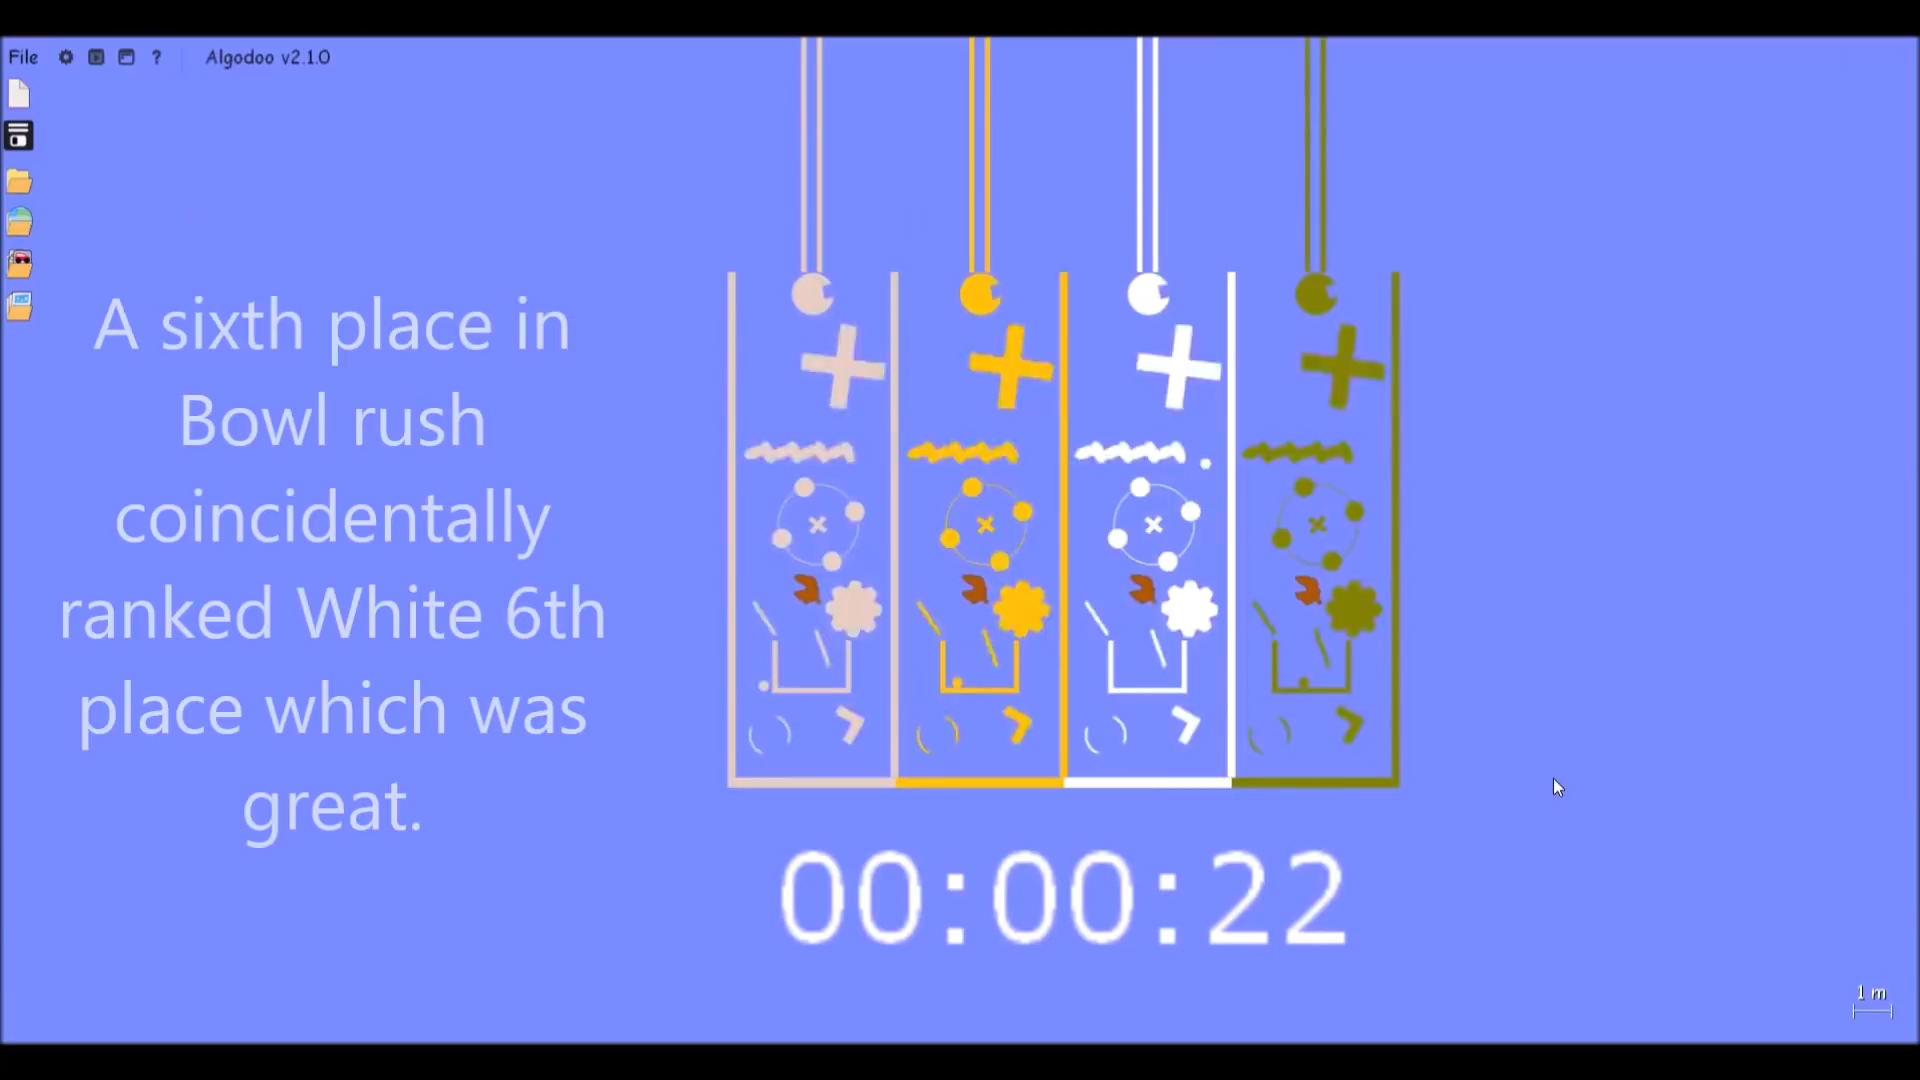 File ? Algodoo v2.1.0
A sixth place in
Bowl rush
coincidentally
ranked White 6th
place which was
great.
00:00:22
1 m